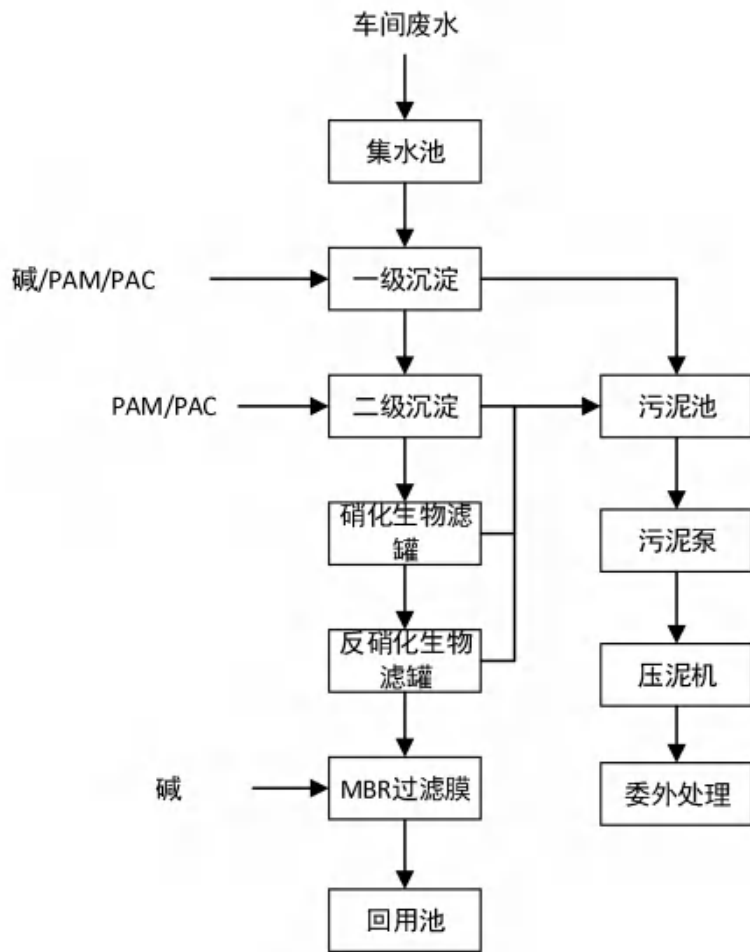 车间废水
集水池
碱/PAM/PAC
一级沉淀
PAM/PAC
二级沉淀
污泥池
硝化生物滤
罐
污泥泵
反硝化生物
滤罐
压泥机
碱
MBR过滤膜
委外处理
回用池